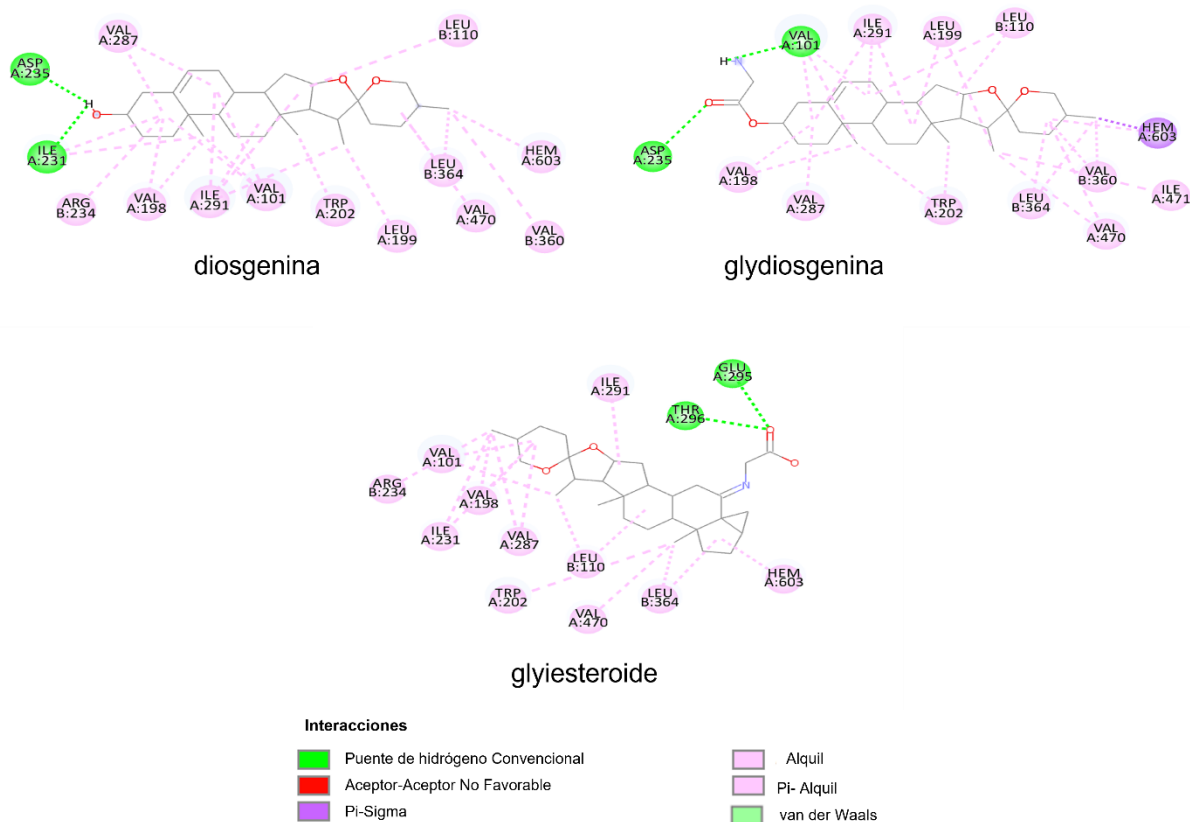 VAL
A:287
LEU
B:110
ASP
A:235
H
O
O
O
ILE
A:231
HEM
A:603
LEU
B:364
ARG
B:234
VAL
A:198
ILE
A:291
VAL
A:101
TRP
A:202
VAL
A:470
LEU
A:199
VAL
B:360
diosgenina
VAL
A:101
ILE
A:291
LEU
A:199
LEU
B:110
H
N
O
O
O
O
HEM
A:603
ASP
A:235
VAL
A:198
VAL
A:287
TRP
A:202
LEU
B:364
VAL
B:360
ILE
A:471
VAL
A:470
glydiosgenina
GLU
A:295
ILE
A:291
THR
A:296
O
O
O
O
N
VAL
A:101
ARG
B:234
VAL
A:198
ILE
A:231
VAL
A:287
LEU
B:110
TRP
A:202
VAL
A:470
LEU
B:364
HEM
A:603
glyiesteroide
Interacciones
Puente de hidrógeno Convencional
Aceptor-Aceptor No Favorable
Pi-Sigma
Alquil
Pi- Alquil
van der Waals